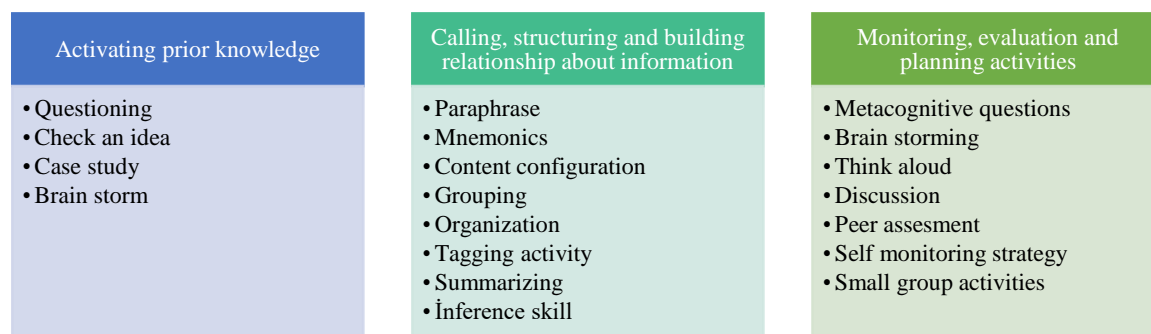 Activating prior knowledge
• Questioning
• Check an idea
• Case study
• Brain storm
Calling, structuring and building
relationship about information
• Paraphrase
• Mnemonics
• Content configuration
• Grouping
• Organization
• Tagging activity
• Summarizing
• İnference skill
Monitoring, evaluation and
planning activities
• Metacognitive questions
• Brain storming
• Think aloud
• Discussion
• Peer assesment
• Self monitoring strategy
• Small group activities